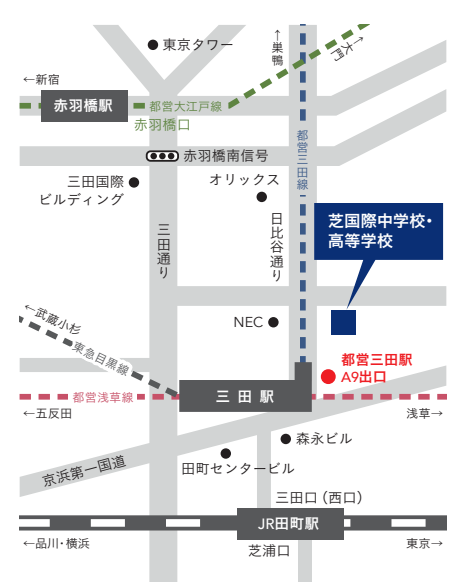 東京タワー
←巣鴨
←大門
←新宿
赤羽橋駅
都営大江戸線
赤羽橋口
都営三田線
赤羽橋南信号
三田国際
ビルディング
オリックス
三田通り
日比谷通り
芝国際中学校・
高等学校
←武蔵小杉
東急目黒線
NEC
都営三田駅
A9出口
都営浅草線
三田駅
←五反田
浅草→
森永ビル
田町センタービル
京浜第一国道
三田口（西口）
JR田町駅
←品川・横浜
芝浦口
東京→